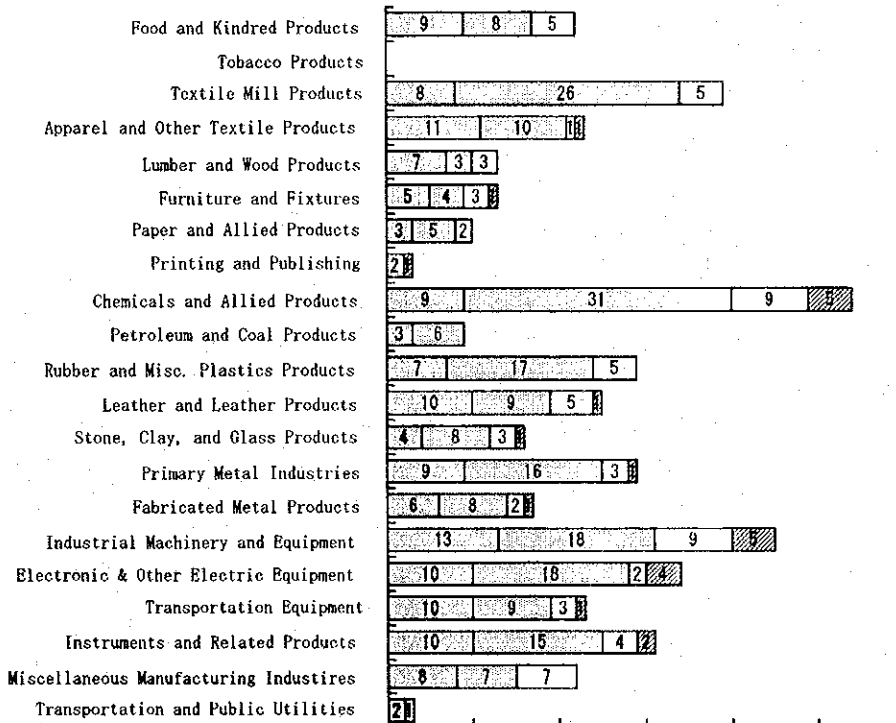 Food and Kindred Products 9 8 5
Tobacco Products
Textile Mill Products 8 26 5
Apparel and Other Textile Products 11 10 1 1
Lumber and Wood Products 7 3 3
Furniture and Fixtures 5 4 3
Paper and Allied Products 3 5 2
Printing and Publishing 2
Chemicals and Allied Products 9 31 9 5
Petroleum and Coal Products 3 6
Rubber and Misc. Plastics Products 7 17 5
Leather and Leather Products 10 9 5
Stone, Clay, and Glass Products 4 8 3
Primary Metal Industries 9 16 3
Fabricated Metal Products 6 8 2
Industrial Machinery and Equipment 13 18 9 5
Electronic & Other Electric Equipment 10 18 2 4
Transportation Equipment 10 9 3
Instruments and Related Products 10 15 4 2
Miscellaneous Manufacturing Industires 8 7 7
Transportation and Public Utilities 2